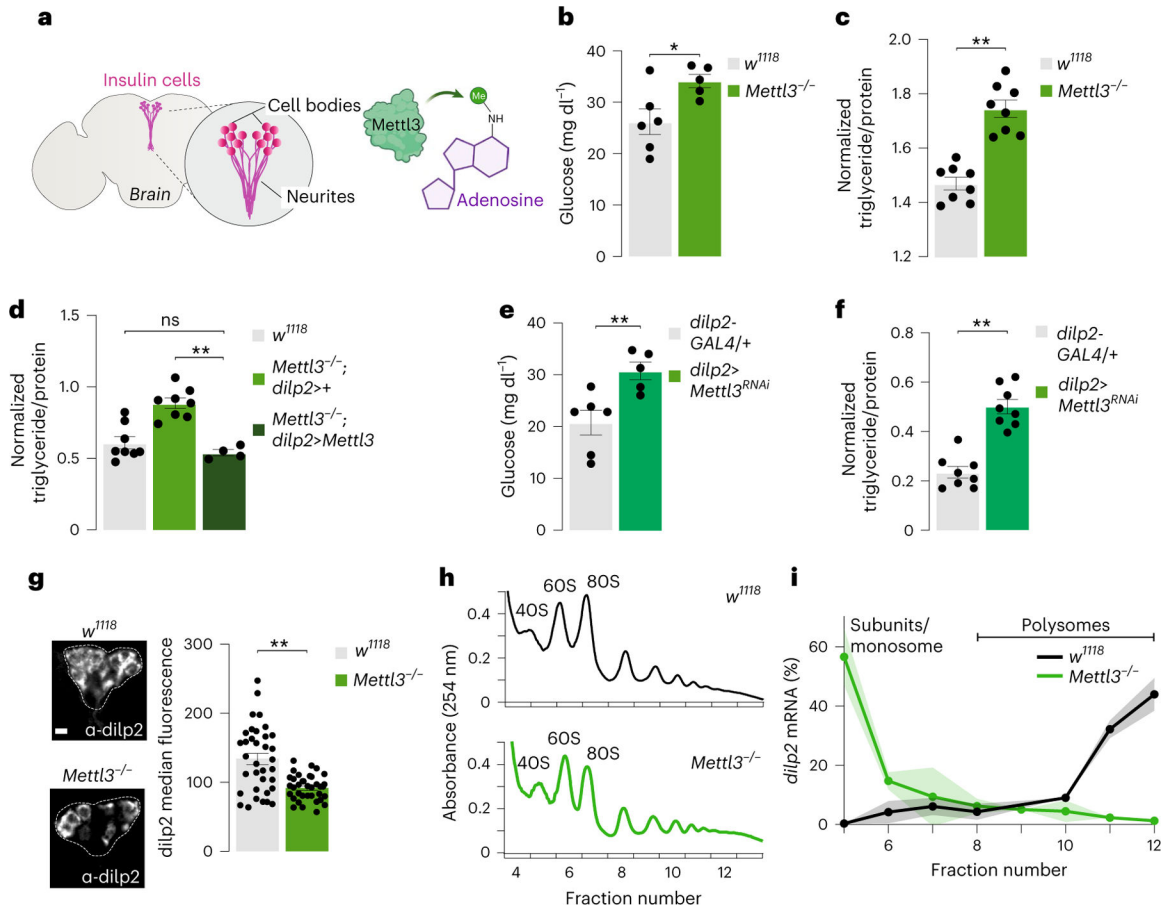 a
Insulin cells
Cell bodies
Neurites
Brain
Mettl3
Me
NH
Adenosine
b
Glucose (mg dl⁻¹)
40
30
20
10
0
*
w¹¹¹⁸
Mettl3⁻/⁻
c
Normalized
triglyceride/protein
2.0
1.8
1.6
1.4
1.2
**
w¹¹¹⁸
Mettl3⁻/⁻
d
Normalized
triglyceride/protein
1.5
1.0
0.5
0
ns
**
w¹¹¹⁸
Mettl3⁻/⁻;
dilp2>+
Mettl3⁻/⁻;
dilp2>Mettl3
e
Glucose (mg dl⁻¹)
40
30
20
10
0
**
dilp2-
GAL4/+
dilp2>
Mettl3ᴿᴺᴬⁱ
f
Normalized
triglyceride/protein
0.8
0.6
0.4
0.2
0
**
dilp2-
GAL4/+
dilp2>
Mettl3ᴿᴺᴬⁱ
g
w¹¹¹⁸
α-dilp2
Mettl3⁻/⁻
α-dilp2
dilp2 median fluorescence
300
200
100
0
**
w¹¹¹⁸
Mettl3⁻/⁻
h
Absorbance (254 nm)
0.4
0.2
0
40S
60S
80S
w¹¹¹⁸
0.4
0.2
0
40S
60S
80S
Mettl3⁻/⁻
4 6 8 10 12
Fraction number
i
dilp2 mRNA (%)
60
40
20
0
Subunits/
monosome
Polysomes
w¹¹¹⁸
Mettl3⁻/⁻
6 8 10 12
Fraction number